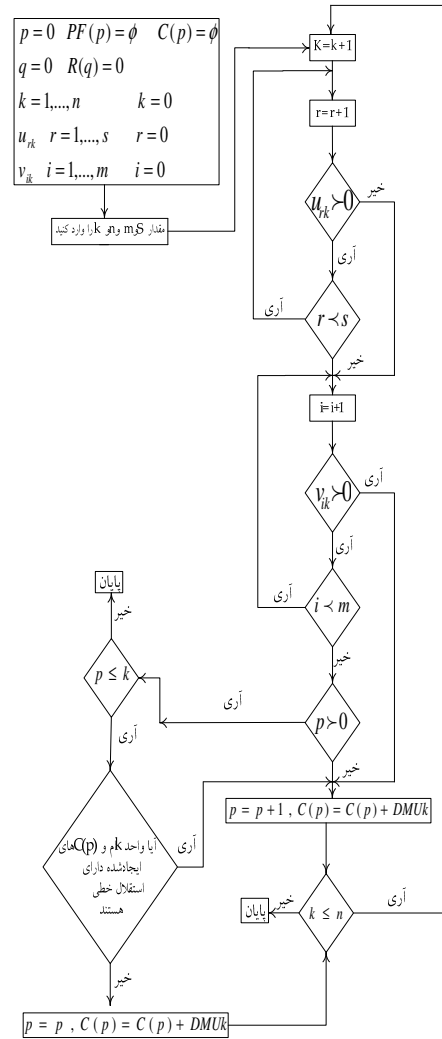 p=0 PF(p)=ϕ C(p)=ϕ
q=0 R(q)=0
k=1,...,n k=0
u_rk r=1,...,s r=0
v_ik i=1,...,m i=0
مقدار s و m و n و k را وارد کنید
K=k+1
r=r+1
u_rk≻0
خیر
آری
r≺s
آری
خیر
i=i+1
v_ik≻0
آری
آری
i≺m
آری
خیر
p≻0
آری
خیر
پایان
خیر
p≤k
آری
آیا واحد kام و C(p)های
ایجادشده دارای
استقلال خطی
هستند
آری
خیر
p=p+1 , C(p)=C(p)+DMUk
k≤n
آری
خیر
پایان
p=p , C(p)=C(p)+DMUk